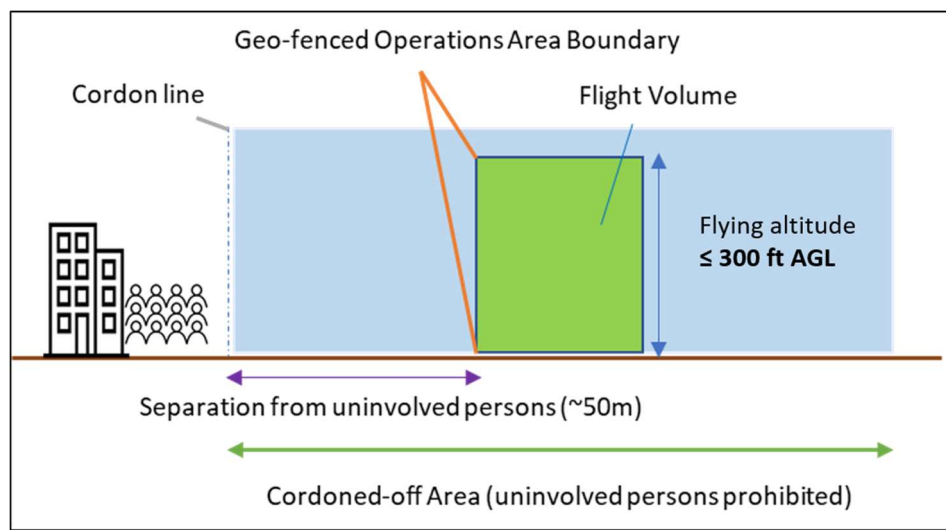 Geo-fenced Operations Area Boundary
Cordon line
Flight Volume
Flying altitude
≤ 300 ft AGL
Separation from uninvolved persons (~50m)
Cordoned-off Area (uninvolved persons prohibited)